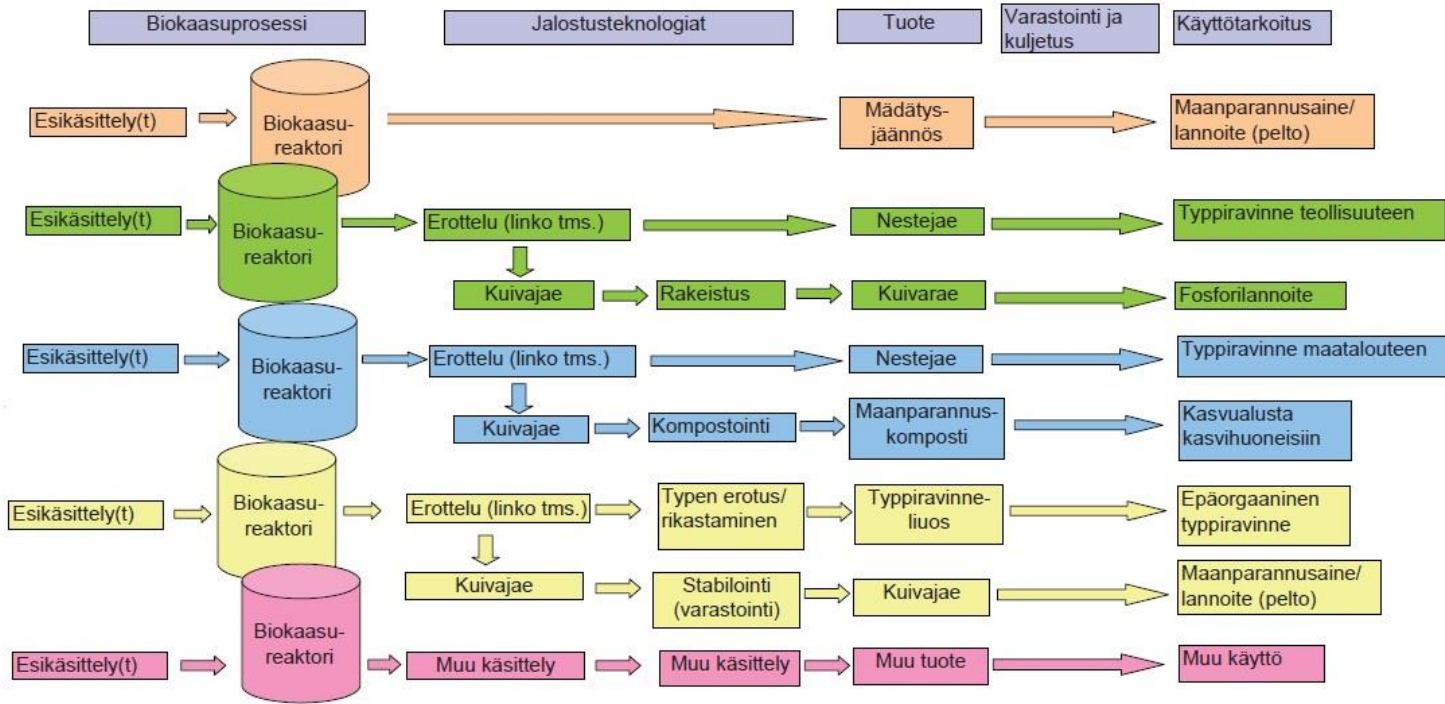 Biokaasuprosessi
Jalostusteknologiat
Tuote
Varastointi ja
kuljetus
Käyttötarkoitus
Esikäsittely(t)
Biokaasu-
reaktori
Mädätys-
jäännös
Maanparannusaine/
lannoite (pelto)
Esikäsittely(t)
Biokaasu-
reaktori
Erottelu (linko tms.)
Nestejae
Typpiravinne teollisuuteen
Kuivajae
Rakeistus
Kuivarae
Fosforilannoite
Esikäsittely(t)
Biokaasu-
reaktori
Erottelu (linko tms.)
Nestejae
Typpiravinne maatalouteen
Kuivajae
Kompostointi
Maanparannus-
komposti
Kasvualusta
kasvihuoneisiin
Esikäsittely(t)
Biokaasu-
reaktori
Erottelu (linko tms.)
Typen erotus/
rikastaminen
Typpiravinne-
liuos
Epäorgaaninen
typpiravinne
Kuivajae
Stabilointi
(varastointi)
Kuivajae
Maanparannusaine/
lannoite (pelto)
Esikäsittely(t)
Biokaasu-
reaktori
Muu käsittely
Muu käsittely
Muu tuote
Muu käyttö